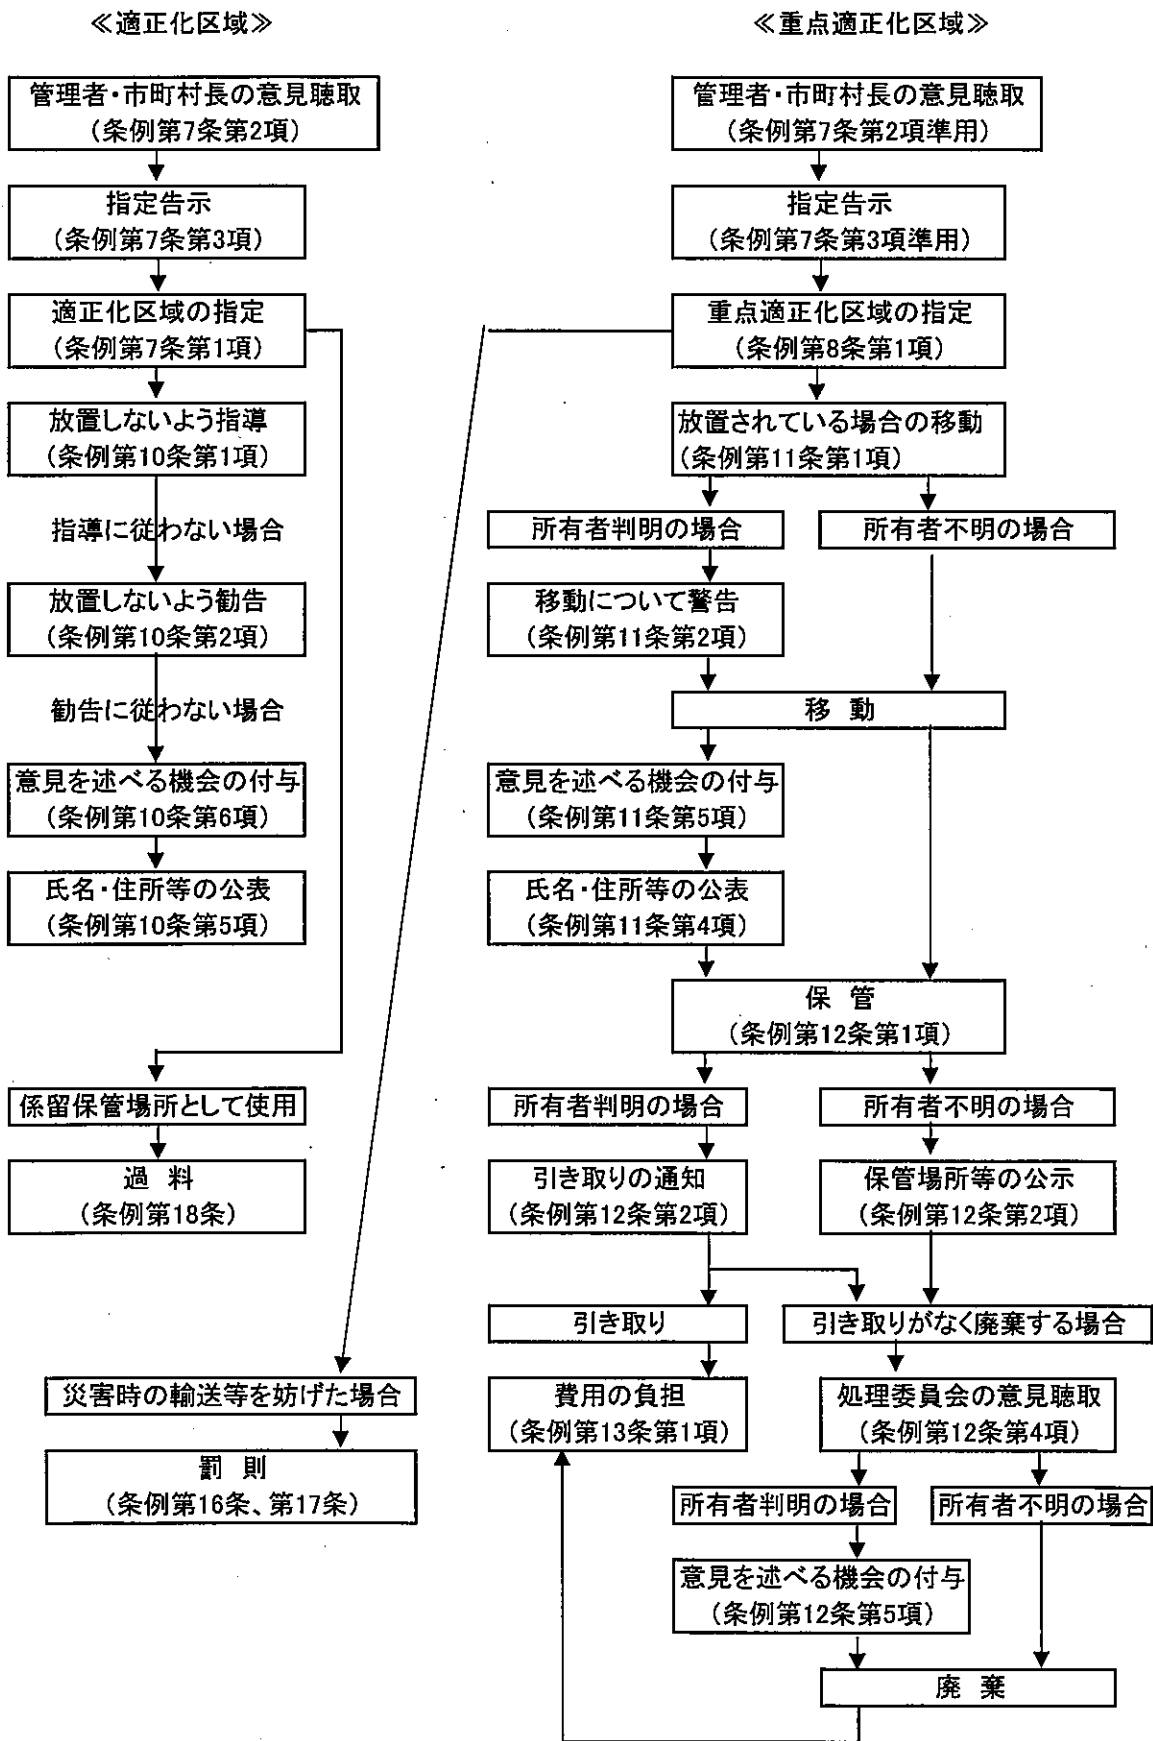 ≪適正化区域≫
管理者・市町村長の意見聴取
(条例第7条第2項)
指定告示
(条例第7条第3項)
適正化区域の指定
(条例第7条第1項)
放置しないよう指導
(条例第10条第1項)
指導に従わない場合
放置しないよう勧告
(条例第10条第2項)
勧告に従わない場合
意見を述べる機会の付与
(条例第10条第6項)
氏名・住所等の公表
(条例第10条第5項)
係留保管場所として使用
過 料
(条例第18条)
≪重点適正化区域≫
管理者・市町村長の意見聴取
(条例第7条第2項準用)
指定告示
(条例第7条第3項準用)
重点適正化区域の指定
(条例第8条第1項)
災害時の輸送等を妨げた場合
罰 則
(条例第16条、第17条)
放置されている場合の移動
(条例第11条第1項)
所有者判明の場合
所有者不明の場合
移動について警告
(条例第11条第2項)
移 動
意見を述べる機会の付与
(条例第11条第5項)
氏名・住所等の公表
(条例第11条第4項)
保 管
(条例第12条第1項)
所有者判明の場合
所有者不明の場合
引き取りの通知
(条例第12条第2項)
保管場所等の公示
(条例第12条第2項)
引き取り
引き取りがなく廃棄する場合
費用の負担
(条例第13条第1項)
処理委員会の意見聴取
(条例第12条第4項)
所有者判明の場合
所有者不明の場合
意見を述べる機会の付与
(条例第12条第5項)
廃 棄